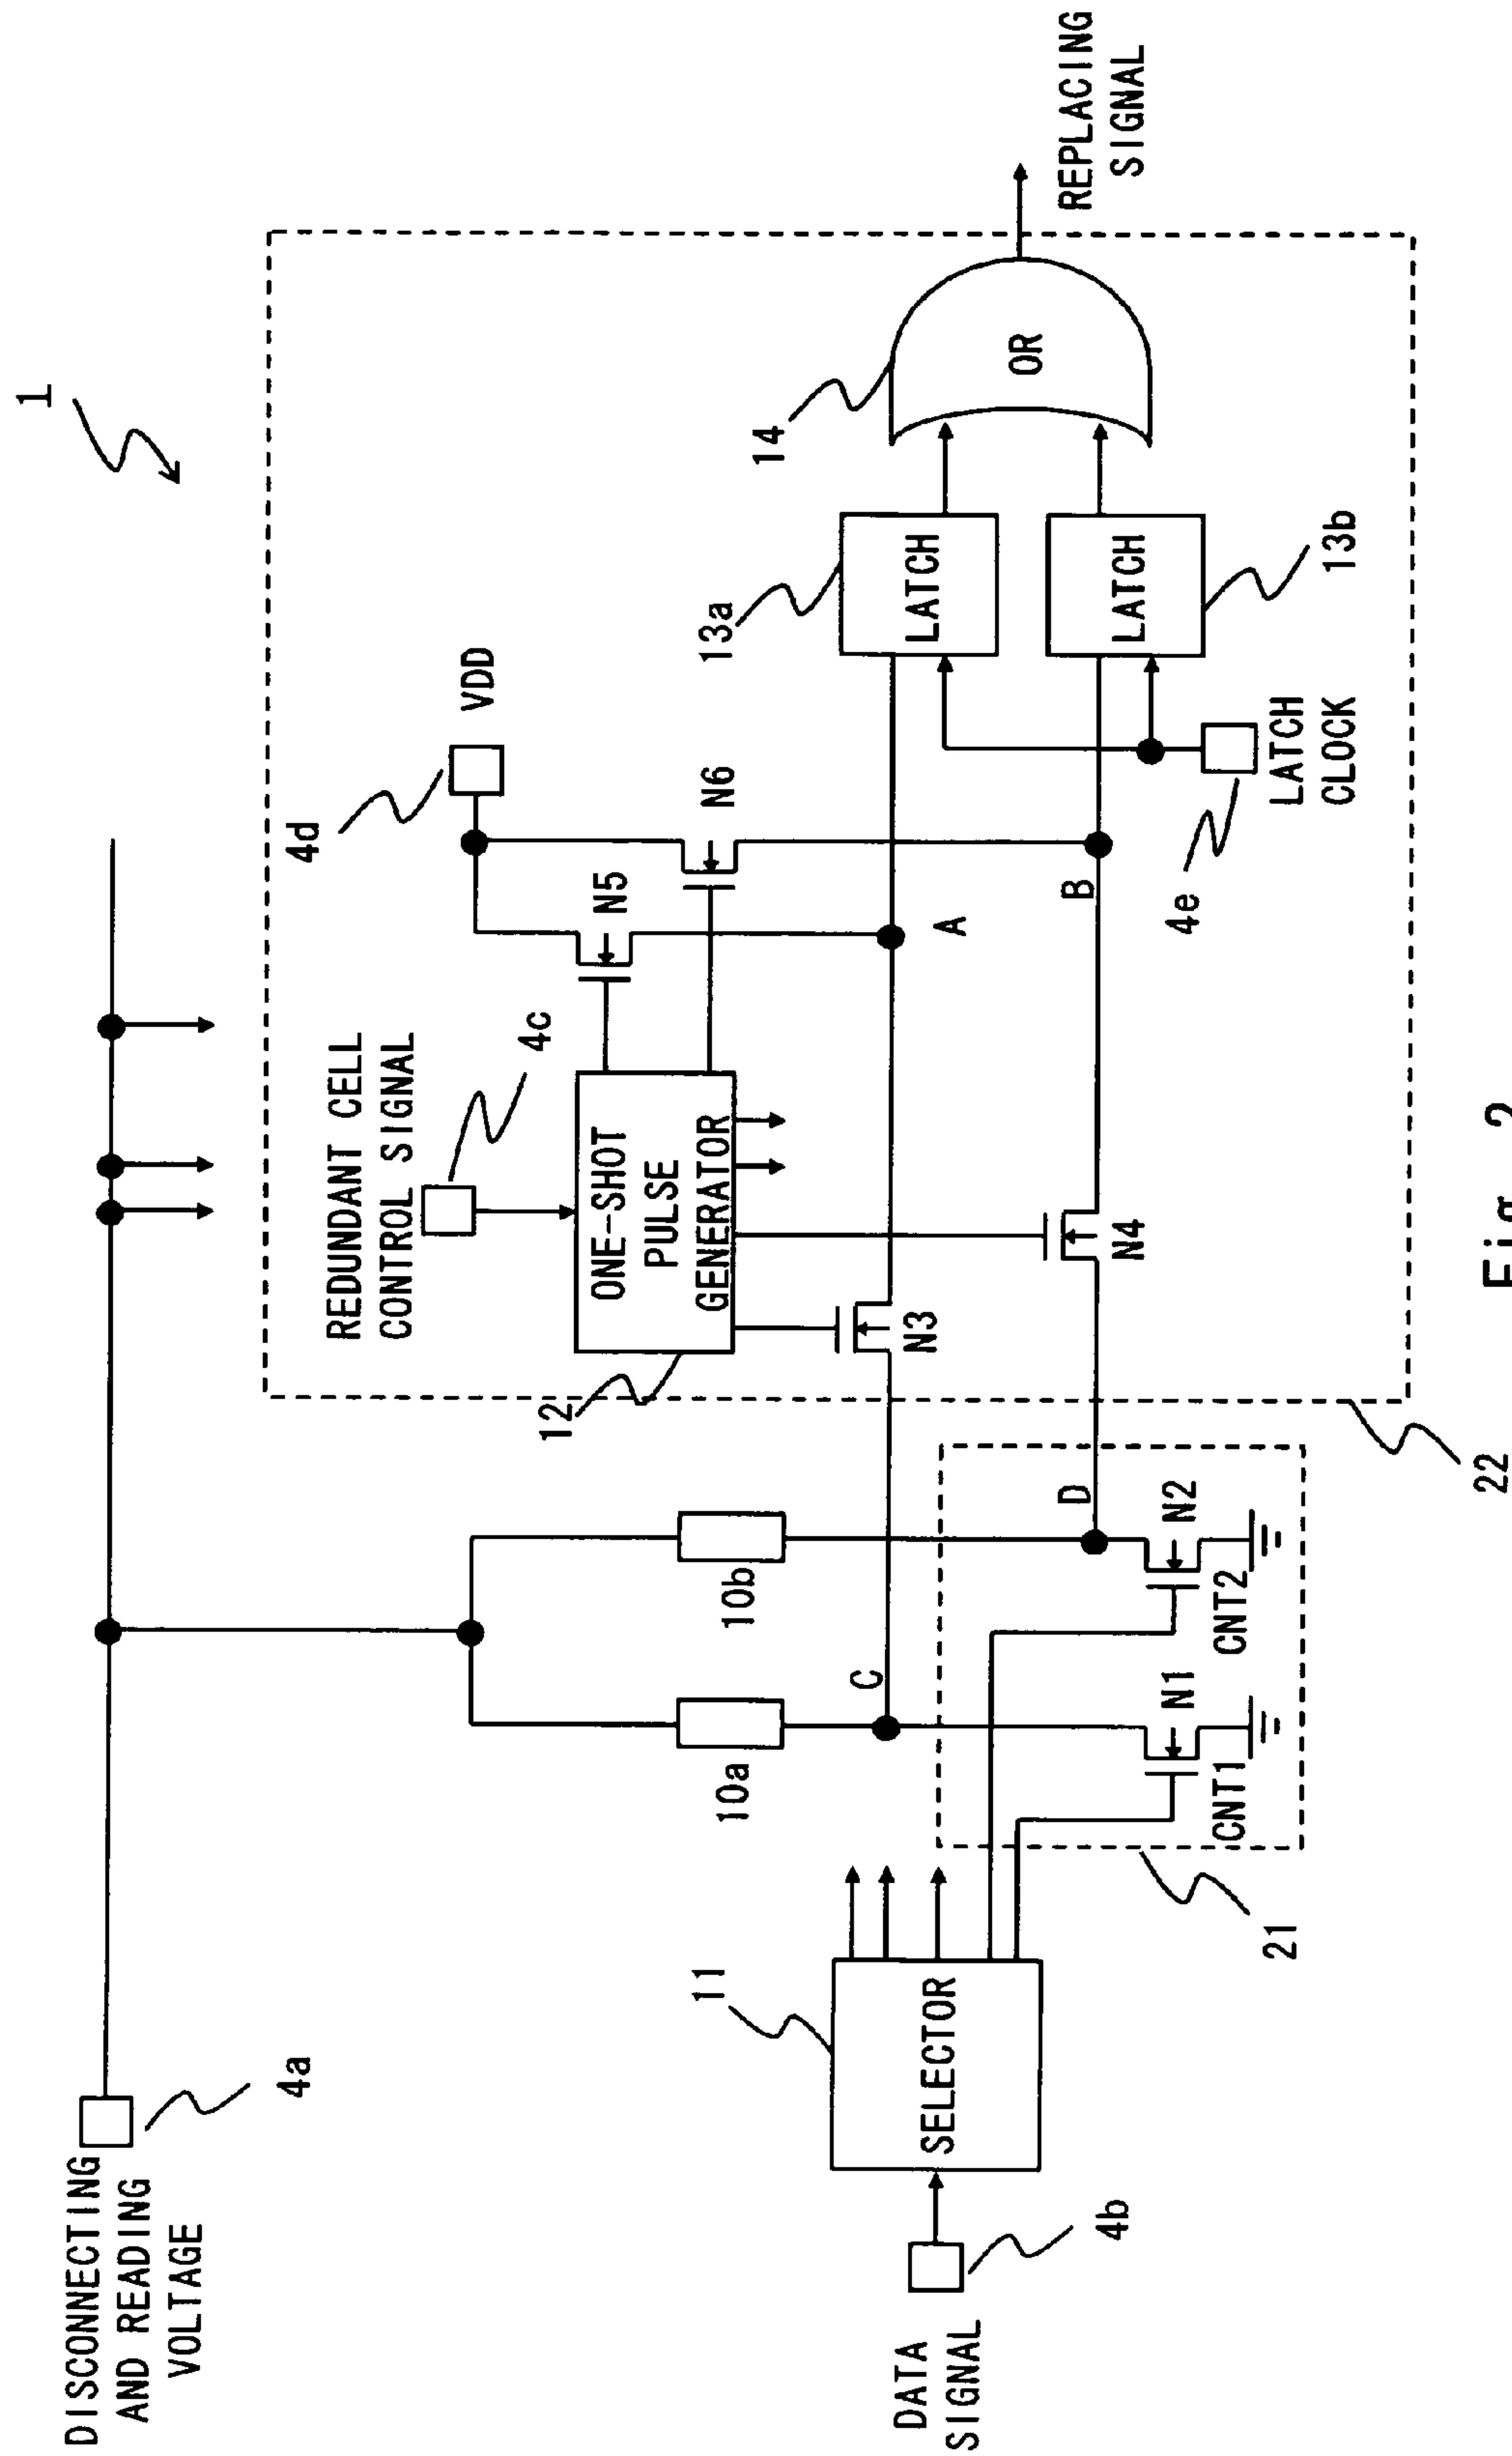 1
DISCONNECTING
AND READING
VOLTAGE
4a
REDUNDANT CELL
CONTROL SIGNAL
4c
4d
VDD
12
ONE-SHOT
PULSE
GENERATOR
N5
N6
10a
10b
C
D
A
B
N3
N4
13a
LATCH
13b
LATCH
14
OR
REPLACING
SIGNAL
4e
LATCH
CLOCK
DATA
SIGNAL
4b
11
SELECTOR
21
CNT1
N1
CNT2
N2
22
Fig. 2